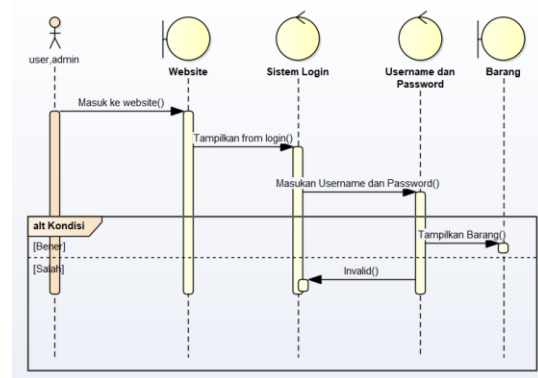 user,admin
Website
Sistem Login
Username dan
Password
Barang
Masuk ke website()
Tampilkan from login()
Masukan Username dan Password()
alt Kondisi
Tampilkan Barang()
[Bener]
[Salah]
Invalid()